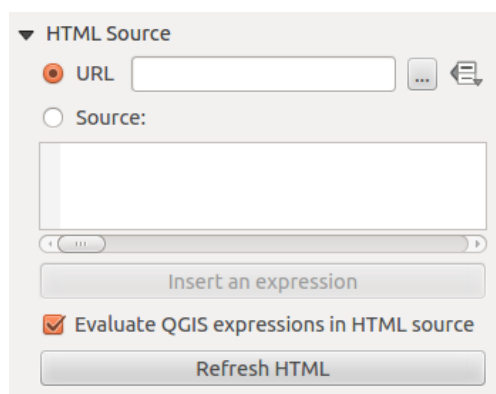 HTML Source
URL ...
Source:
Insert an expression
Evaluate QGIS expressions in HTML source
Refresh HTML